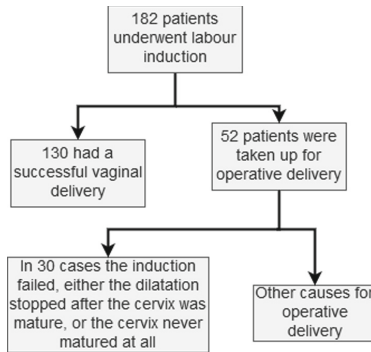 182 patients
underwent labour
induction
130 had a
successful vaginal
delivery
52 patients were
taken up for
operative delivery
In 30 cases the induction
failed, either the dilatation
stopped after the cervix was
mature, or the cervix never
matured at all
Other causes for
operative
delivery